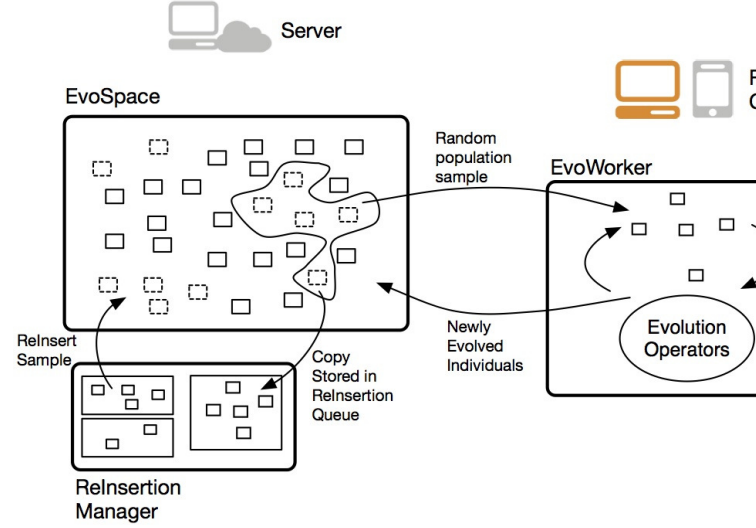 Server
EvoSpace
Random
population
sample
EvoWorker
Newly
Evolved
Individuals
Evolution
Operators
ReInsert
Sample
Copy
Stored in
ReInsertion
Queue
ReInsertion
Manager